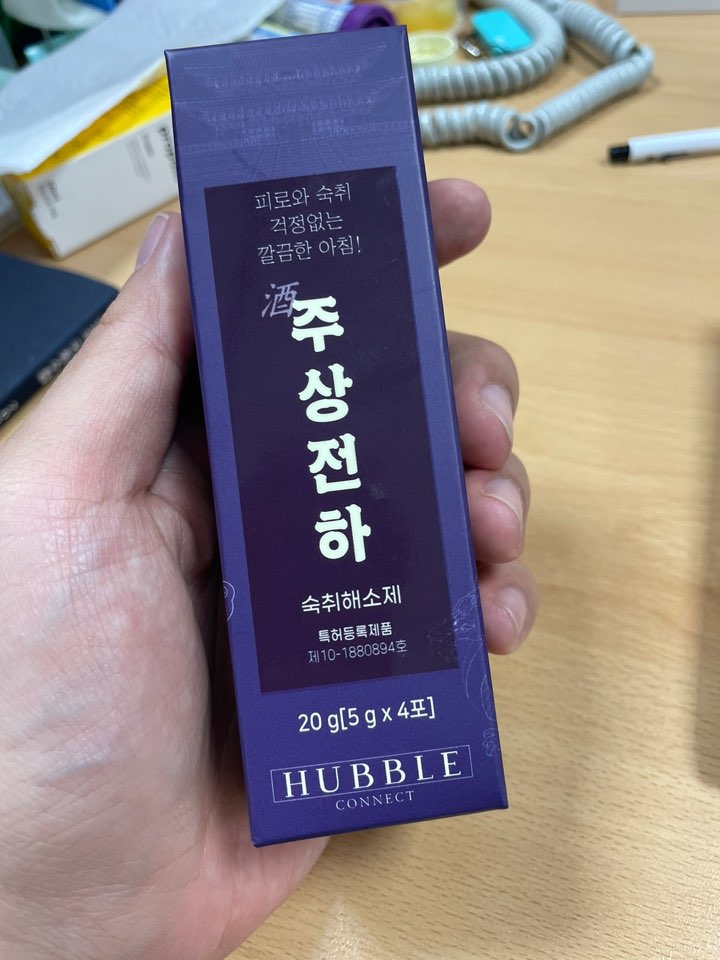 피로와 숙취
걱정없는
깔끔한 아침!
酒
주상전하
숙취해소제
특허등록제품
제10-1880894호
20 g[5 g x 4포]
HUBBLE
CONNECT